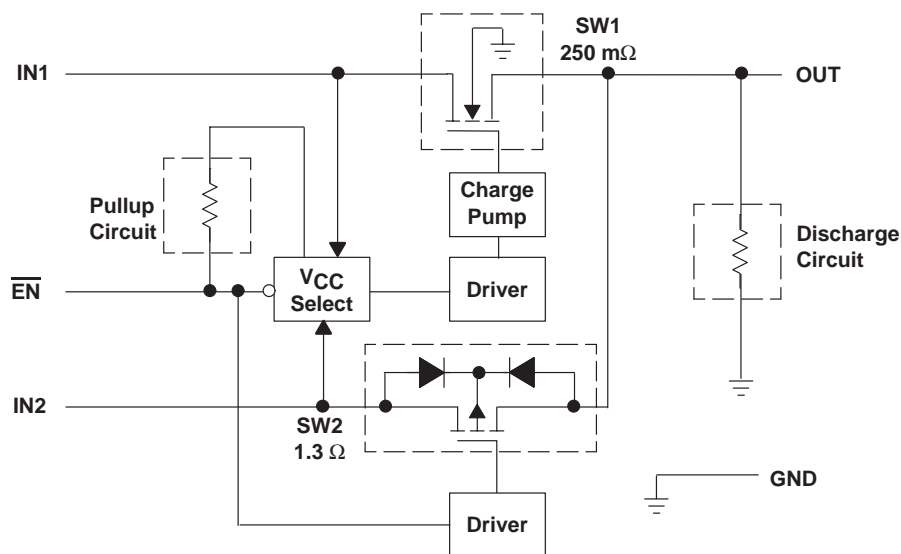 SW1
250 mΩ
IN1
OUT
Pullup
Circuit
Charge
Pump
Discharge
Circuit
EN
VCC
Select
Driver
IN2
SW2
1.3 Ω
GND
Driver